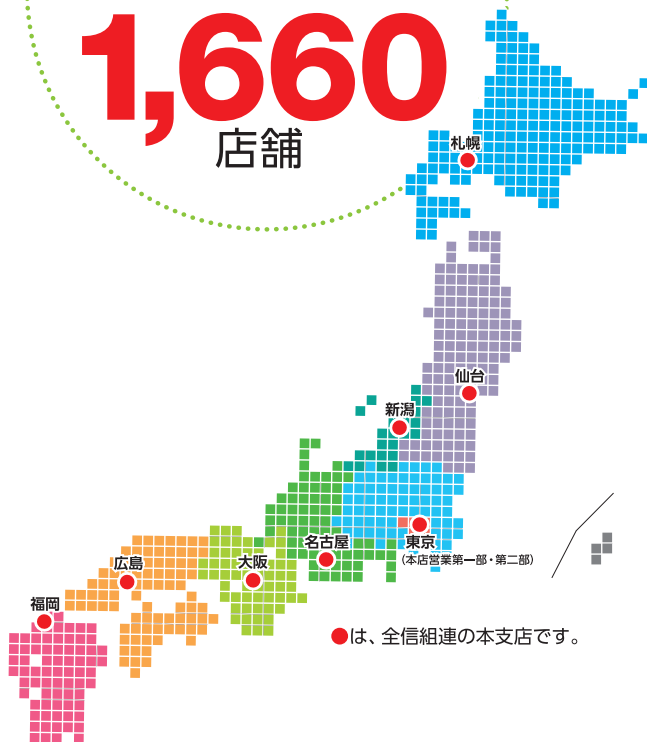 1,660
店舗
札幌
仙台
新潟
名古屋
東京
(本店営業第一部・第二部)
広島
大阪
福岡
●は、全信組連の本支店です。